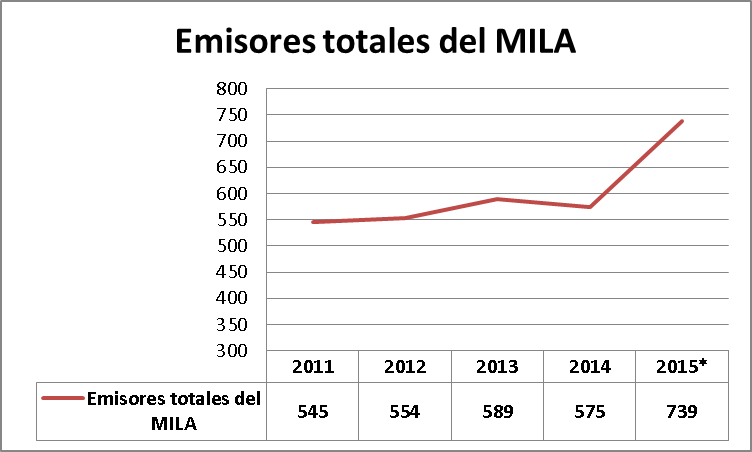 Emisores totales del MILA
800
750
700
650
600
550
500
450
400
350
300
2011 2012 2013 2014 2015*
Emisores totales del
MILA
545 554 589 575 739